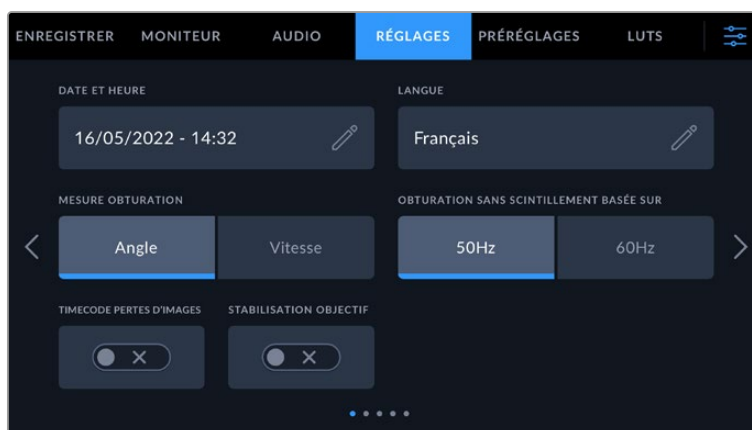 ENREGISTRER MONITEUR AUDIO RÉGLAGES PRÉRÉGLAGES LUTS
DATE ET HEURE LANGUE
16/05/2022 - 14:32 Français
MESURE OBTURATION OBTURATION SANS SCINTILLEMENT BASÉE SUR
Angle Vitesse 50Hz 60Hz
TIMECODE PERTES D'IMAGES STABILISATION OBJECTIF